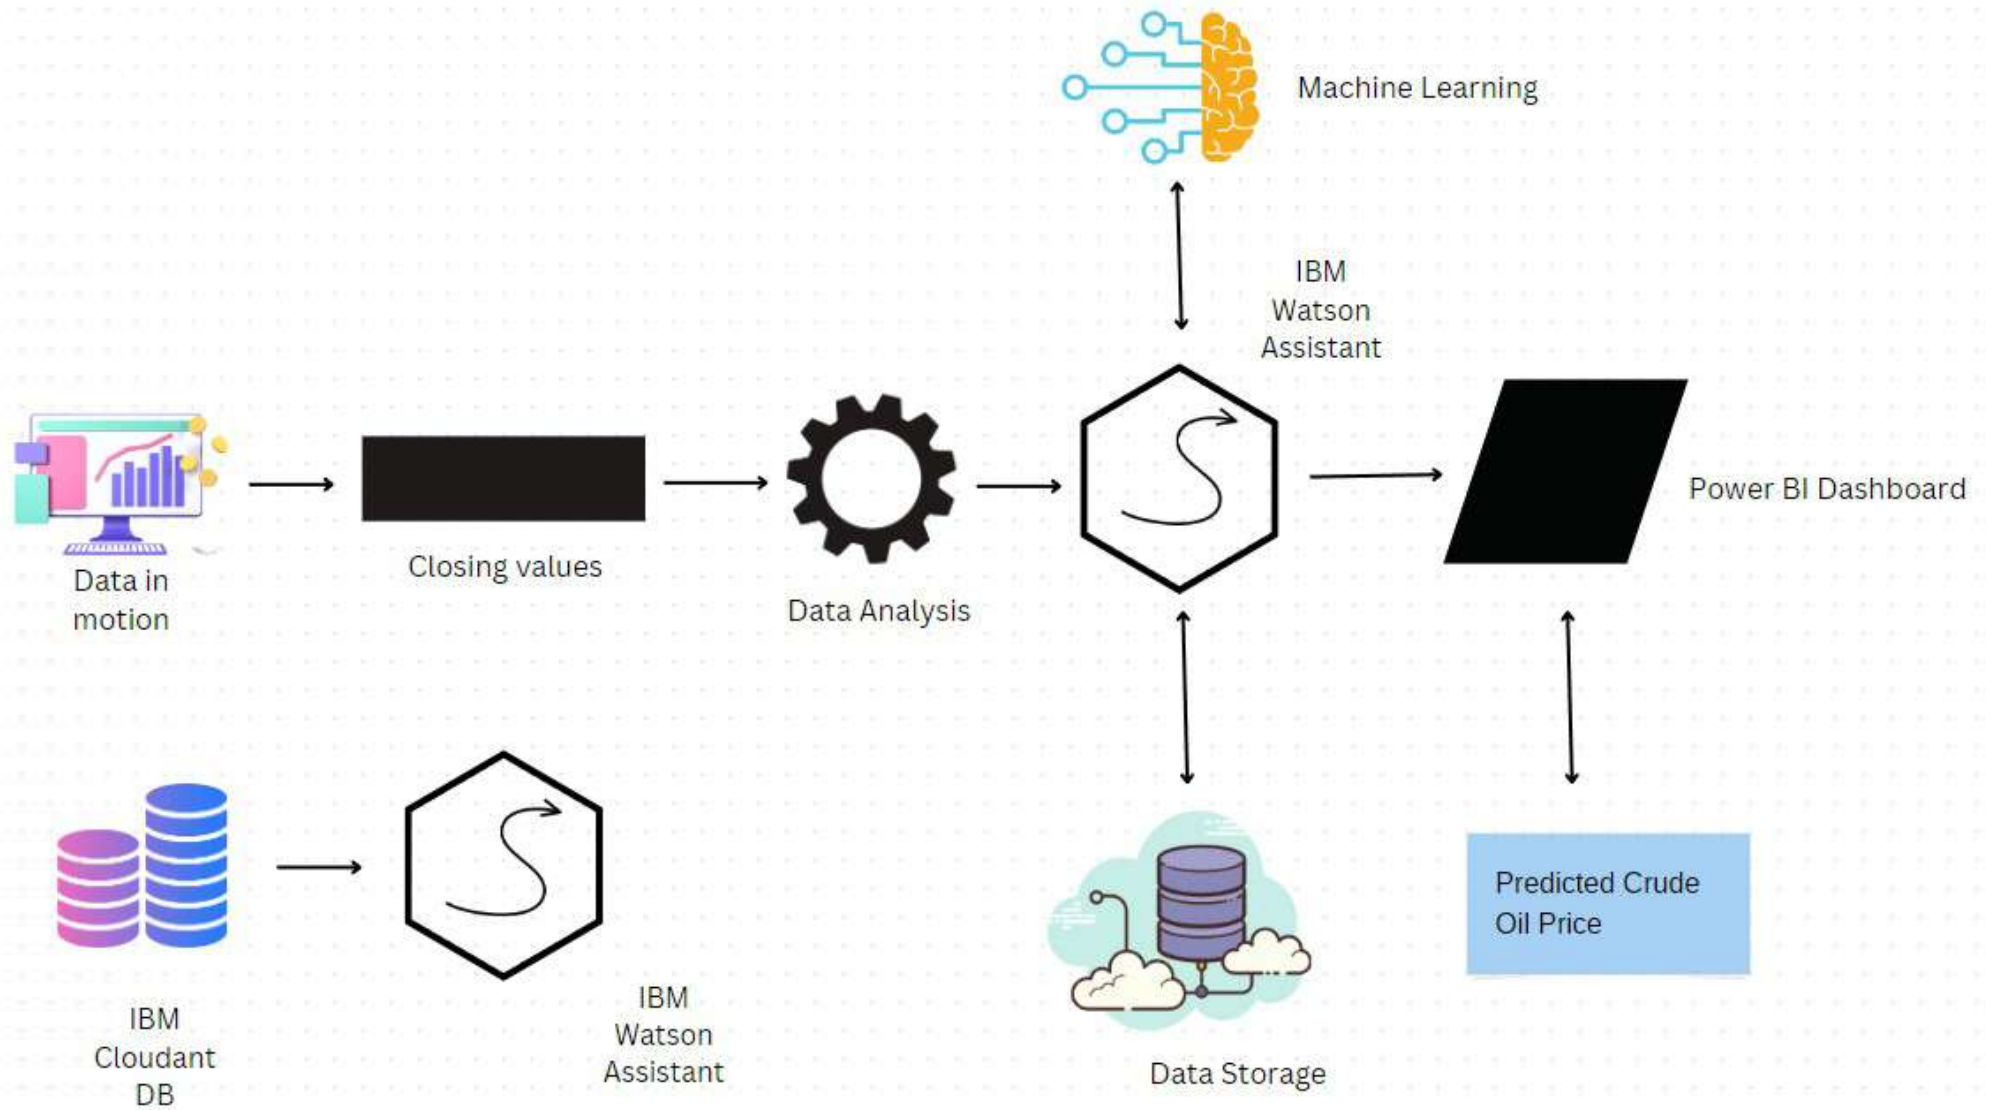 Machine Learning
IBM
Watson
Assistant
Data in
motion
Closing values
Data Analysis
Power BI Dashboard
IBM
Cloudant
DB
IBM
Watson
Assistant
Data Storage
Predicted Crude
Oil Price